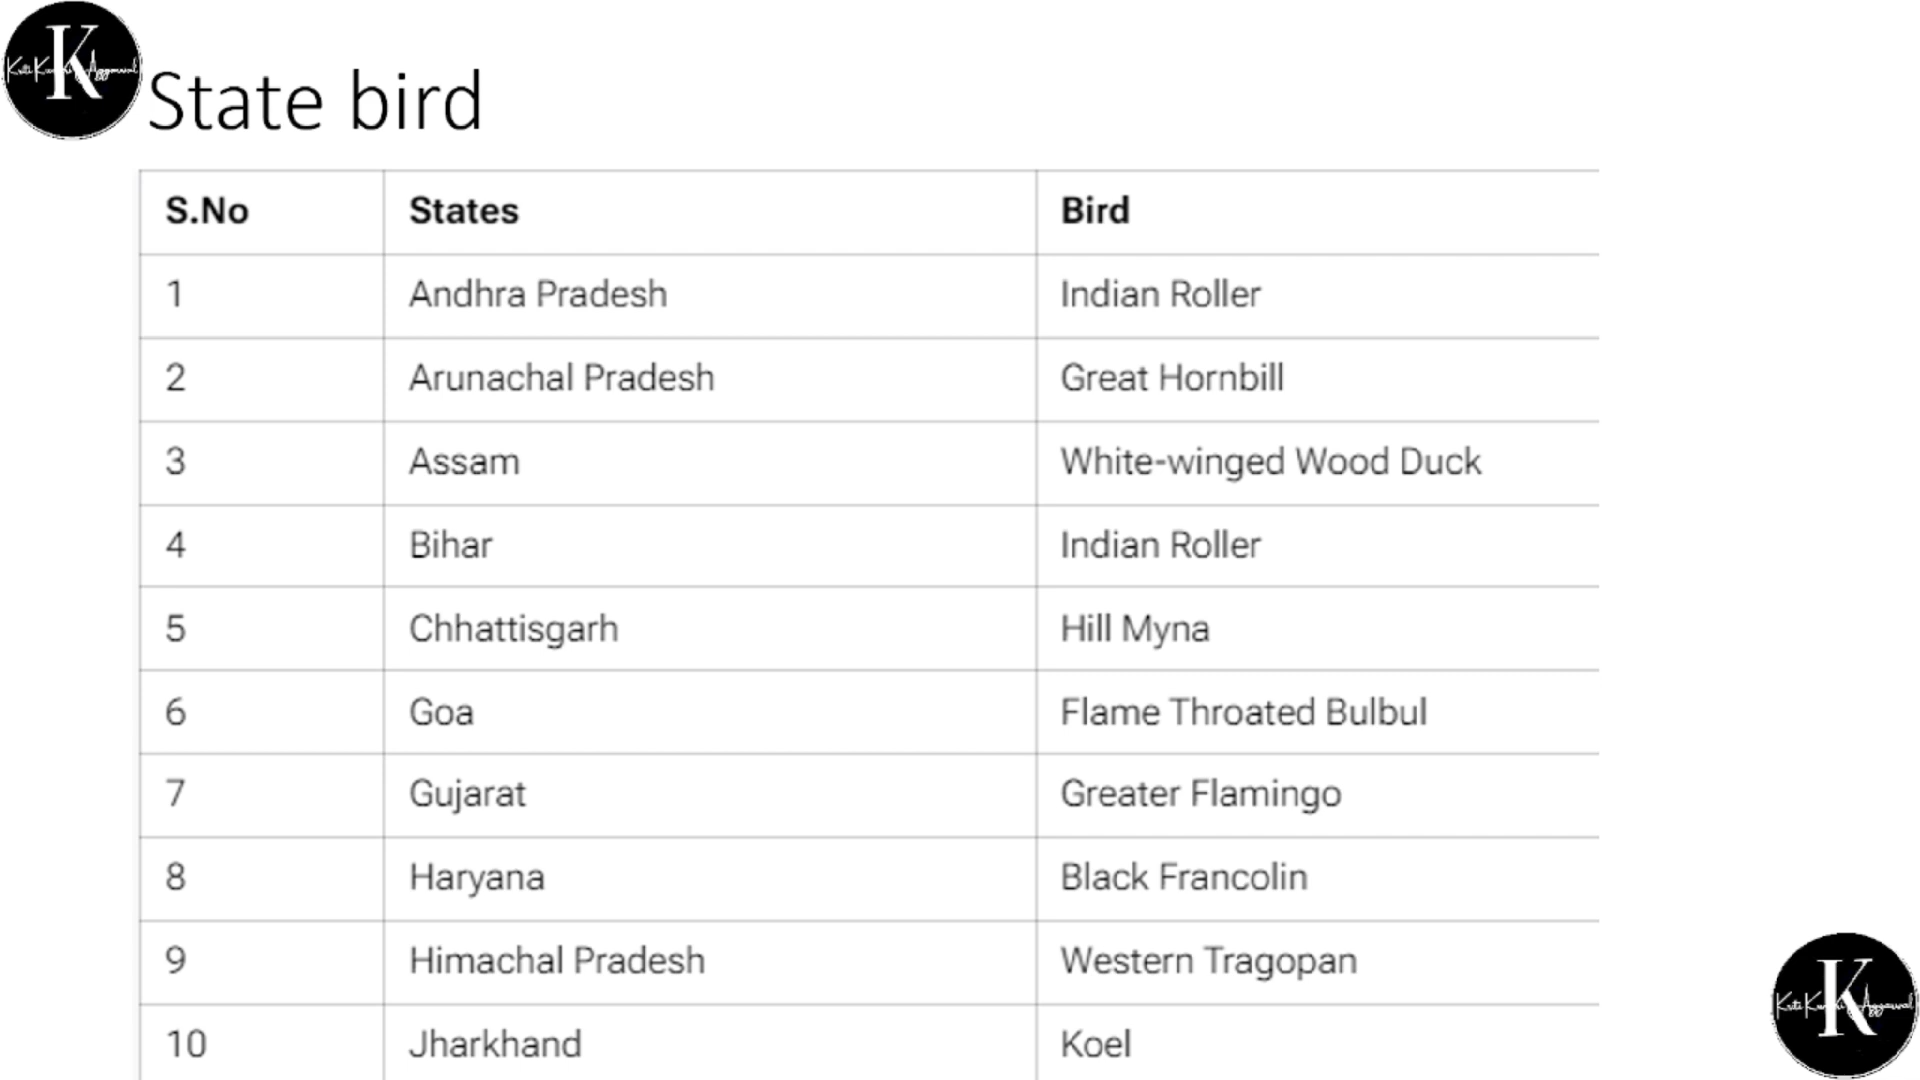 K
State bird
S.No States Bird
1 Andhra Pradesh Indian Roller
2 Arunachal Pradesh Great Hornbill
3 Assam White-winged Wood Duck
4 Bihar Indian Roller
5 Chhattisgarh Hill Myna
6 Goa Flame Throated Bulbul
7 Gujarat Greater Flamingo
8 Haryana Black Francolin
9 Himachal Pradesh Western Tragopan
10 Jharkhand Koel
K